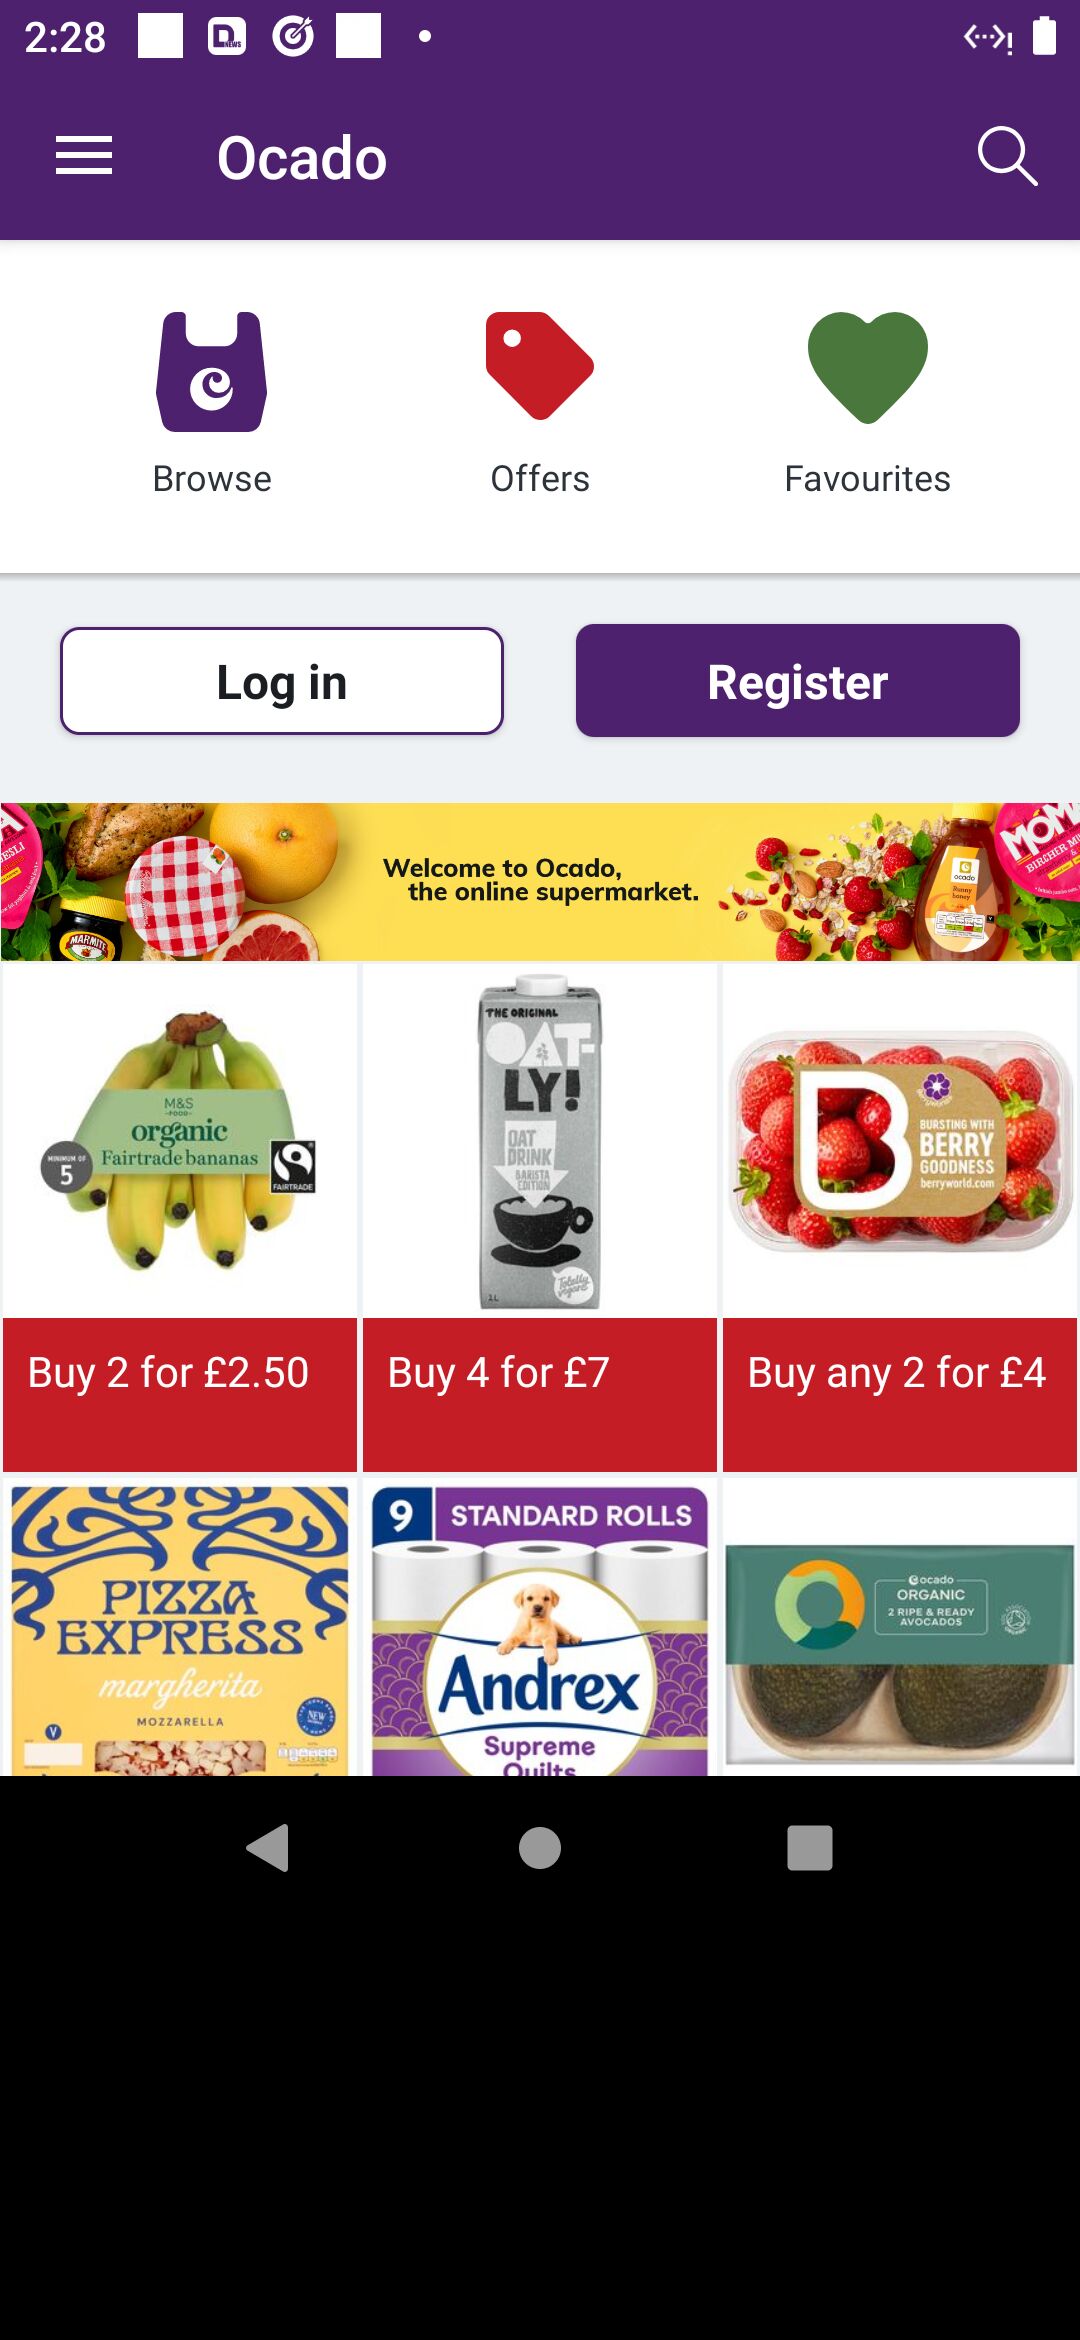 2:28
Ocado
Browse
Offers
Favourites
Log in
Register
Welcome to Ocado,
the online supermarket.
MARMITE
ocado
MOM
M&S
FOOD
organic
Fairtrade bananas
MINIMUM OF
5
FAIRTRADE
THE ORIGINAL
OAT-
LY!
OAT
DRINK
BARISTA
EDITION
Totally
vegan!
1L
BURSTING WITH
BERRY
GOODNESS
berryworld.com
Buy 2 for £2.50
Buy 4 for £7
Buy any 2 for £4
PIZZA
EXPRESS
margherita
MOZZARELLA
NEW
V
9
STANDARD ROLLS
Andrex
Supreme
Quilts
ocado
ORGANIC
2 RIPE & READY
AVOCADOS